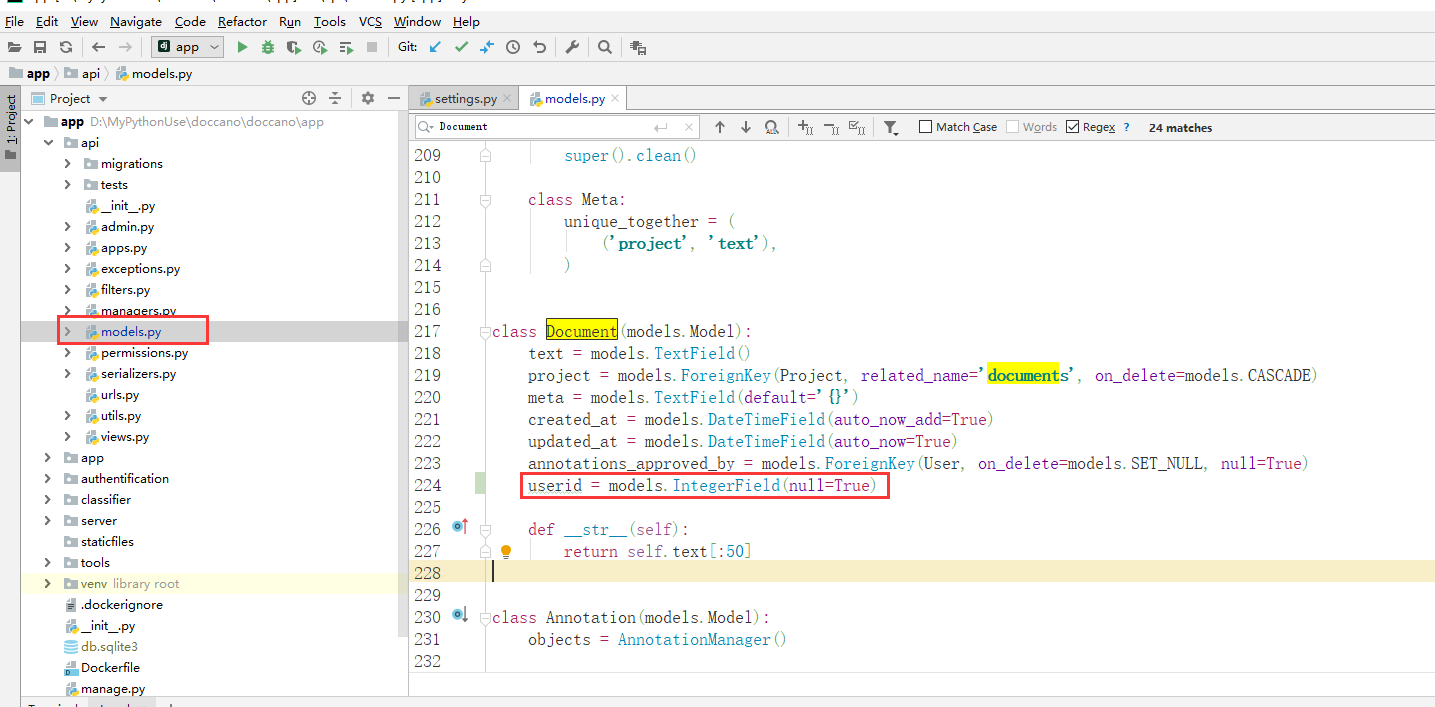 File Edit View Navigate Code Refactor Run Tools VCS Window Help
app Git:
app api models.py
1: Project
Project
settings.py models.py
Document Match Case Words Regex ? 24 matches
app D:\MyPythonUse\doccano\doccano\app
api
migrations
tests
__init__.py
admin.py
apps.py
exceptions.py
filters.py
managers.py
models.py
permissions.py
serializers.py
urls.py
utils.py
views.py
app
authentification
classifier
server
staticfiles
tools
venv library root
.dockerignore
__init__.py
db.sqlite3
Dockerfile
manage.py
209 super().clean()
210
211 class Meta:
212 unique_together = (
213 ('project', 'text'),
214 )
215
216
217 class Document(models.Model):
218 text = models.TextField()
219 project = models.ForeignKey(Project, related_name='documents', on_delete=models.CASCADE)
220 meta = models.TextField(default='{}')
221 created_at = models.DateTimeField(auto_now_add=True)
222 updated_at = models.DateTimeField(auto_now=True)
223 annotations_approved_by = models.ForeignKey(User, on_delete=models.SET_NULL, null=True)
224 userid = models.IntegerField(null=True)
225
226 def __str__(self):
227 return self.text[:50]
228
229
230 class Annotation(models.Model):
231 objects = AnnotationManager()
232